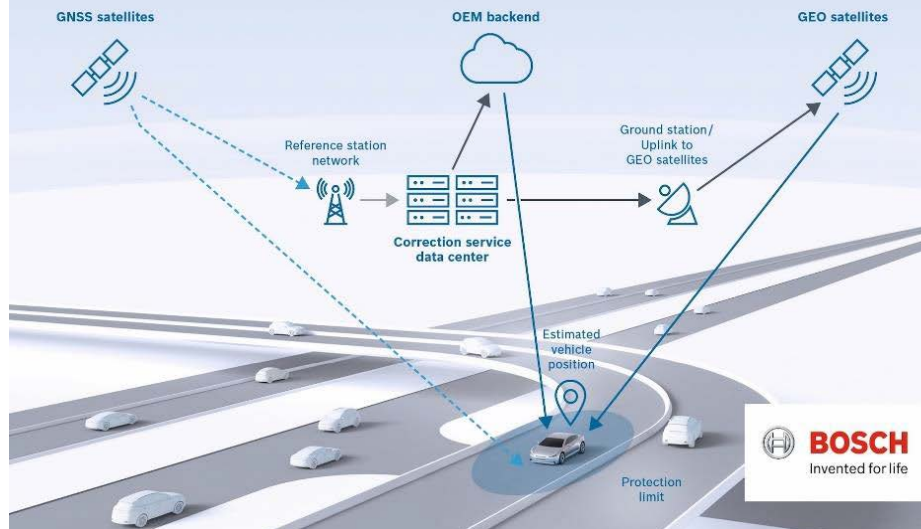 GNSS satellites
OEM backend
GEO satellites
Reference station
network
Ground station/
Uplink to
GEO satellites
Correction service
data center
Estimated
vehicle
position
Protection
limit
BOSCH
Invented for life